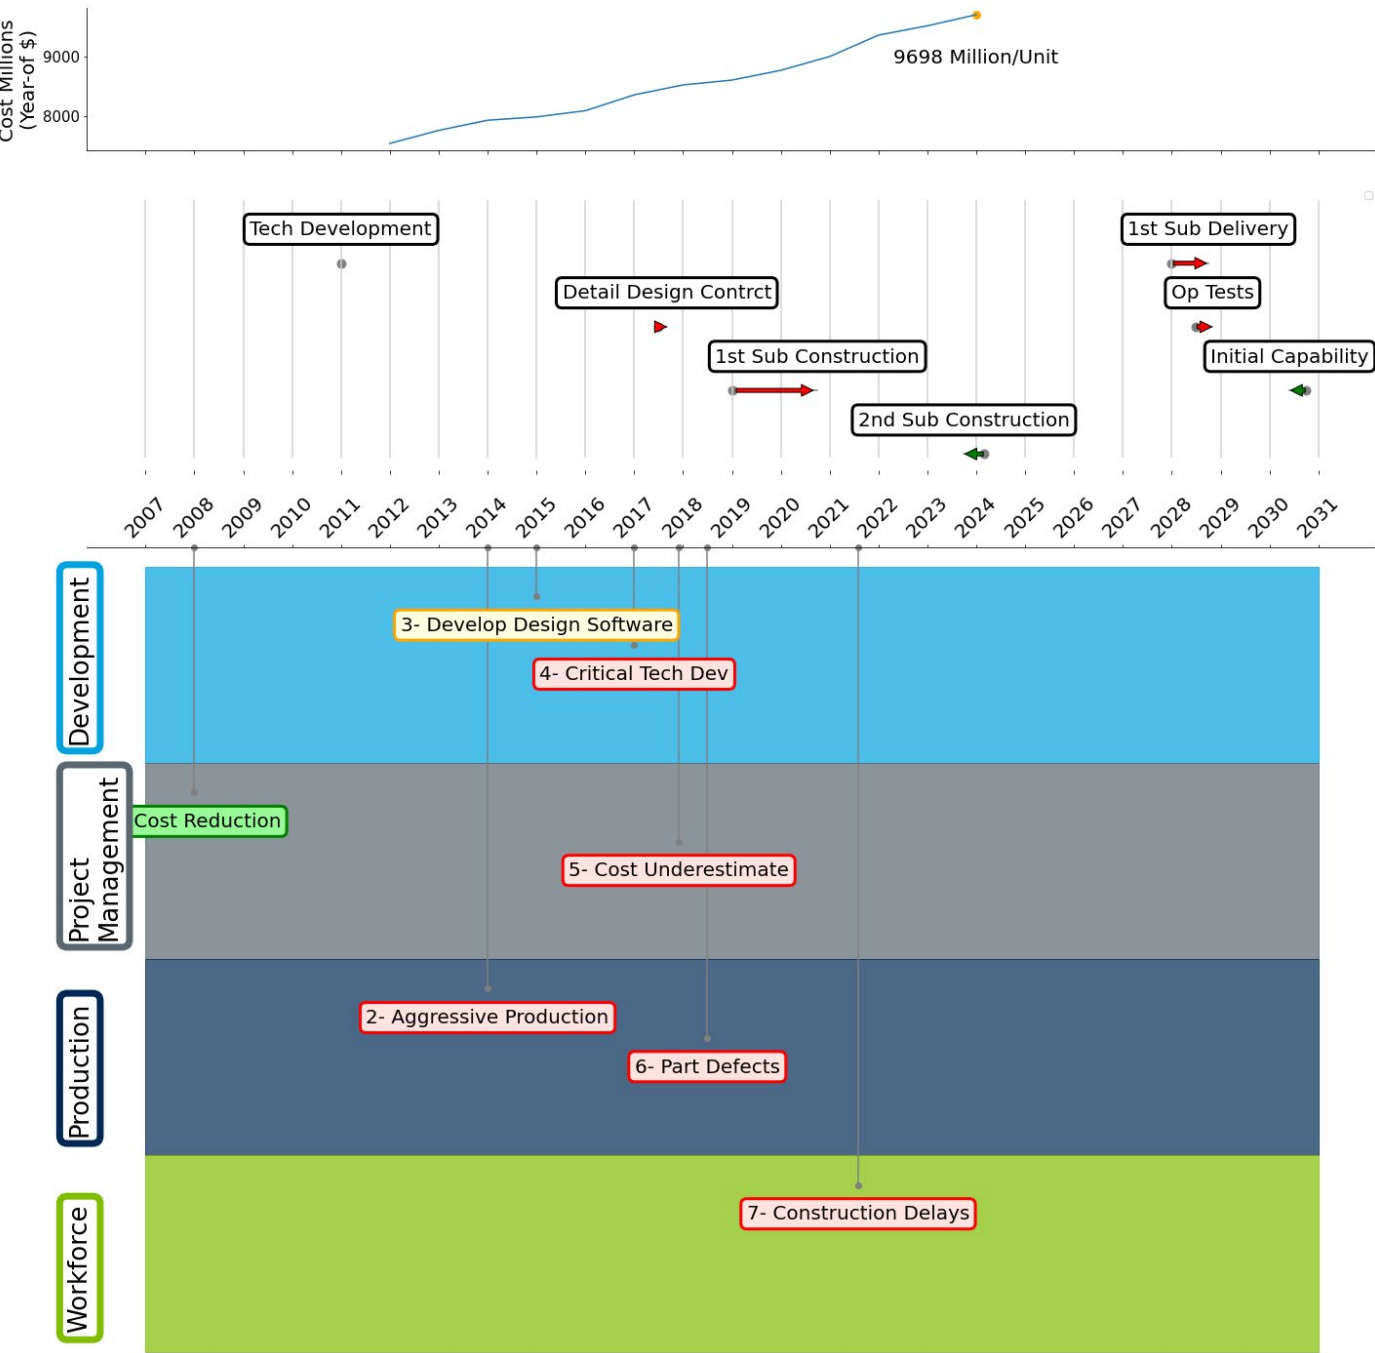 Cost Millions
(Year-of $)
9000
8000
9698 Million/Unit
Tech Development
1st Sub Delivery
Detail Design Contrct
Op Tests
1st Sub Construction
Initial Capability
2nd Sub Construction
2007 2008 2009 2010 2011 2012 2013 2014 2015 2016 2017 2018 2019 2020 2021 2022 2023 2024 2025 2026 2027 2028 2029 2030 2031
Development
3- Develop Design Software
4- Critical Tech Dev
Project
Management
Cost Reduction
5- Cost Underestimate
Production
2- Aggressive Production
6- Part Defects
Workforce
7- Construction Delays